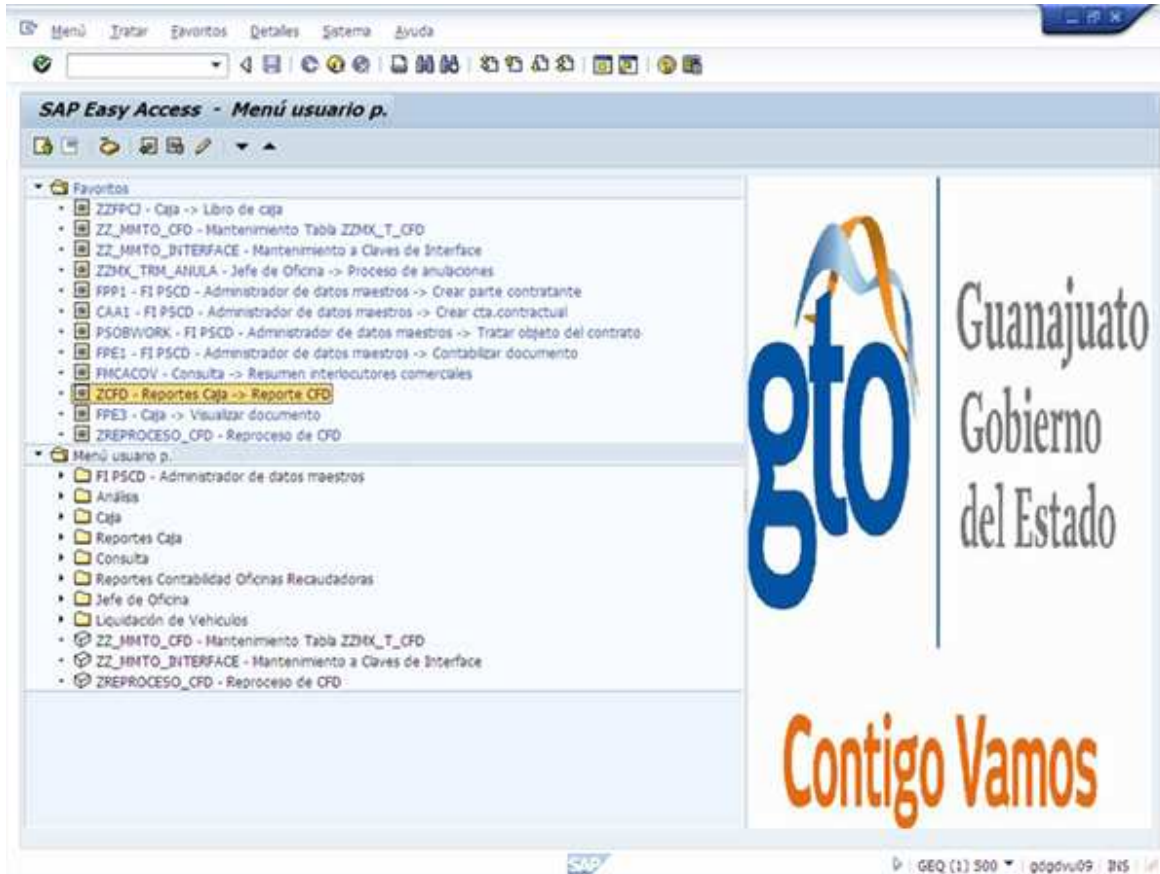 Menú Tratar Favoritos Detalles Sistema Ayuda
SAP Easy Access - Menú usuario p.
Favoritos
ZZFPCJ - Caja -> Libro de caja
ZZ_MMTO_CFD - Mantenimiento Tabla ZZMX_T_CFD
ZZ_MMTO_INTERFACE - Mantenimiento a Claves de Interface
ZZMX_TRM_ANULA - Jefe de Oficina -> Proceso de anulaciones
FPP1 - FI PSCD - Administrador de datos maestros -> Crear parte contratante
CAA1 - FI PSCD - Administrador de datos maestros -> Crear cta.contractual
PSOBWORK - FI PSCD - Administrador de datos maestros -> Tratar objeto del contrato
FPE1 - FI PSCD - Administrador de datos maestros -> Contabilizar documento
FMCACOV - Consulta -> Resumen interlocutores comerciales
ZCFD - Reportes Caja -> Reporte CFD
FPE3 - Caja -> Visualizar documento
ZREPROCESO_CFD - Reproceso de CFD
Menú usuario p.
FI PSCD - Administrador de datos maestros
Análisis
Caja
Reportes Caja
Consulta
Reportes Contabilidad Oficinas Recaudadoras
Jefe de Oficina
Liquidación de Vehiculos
ZZ_MMTO_CFD - Mantenimiento Tabla ZZMX_T_CFD
ZZ_MMTO_INTERFACE - Mantenimiento a Claves de Interface
ZREPROCESO_CFD - Reproceso de CFD
gto
Guanajuato
Gobierno
del Estado
Contigo Vamos
SAP
GEQ (1) 500 gdgdvu09 INS